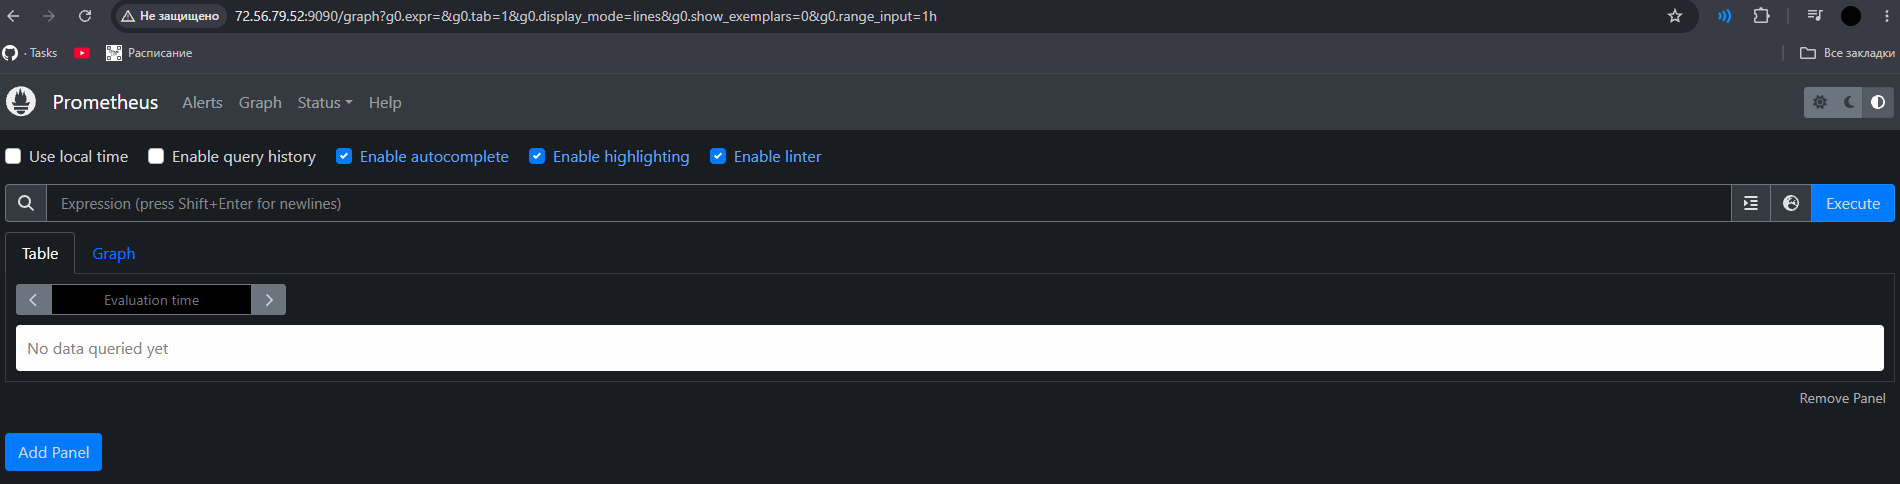 Не защищено 72.56.79.52:9090/graph?g0.expr=&g0.tab=1&g0.display_mode=lines&g0.show_exemplars=0&g0.range_input=1h
· Tasks Расписание Все закладки
Prometheus Alerts Graph Status Help
Use local time Enable query history Enable autocomplete Enable highlighting Enable linter
Expression (press Shift+Enter for newlines) Execute
Table Graph
Evaluation time
No data queried yet
Remove Panel
Add Panel